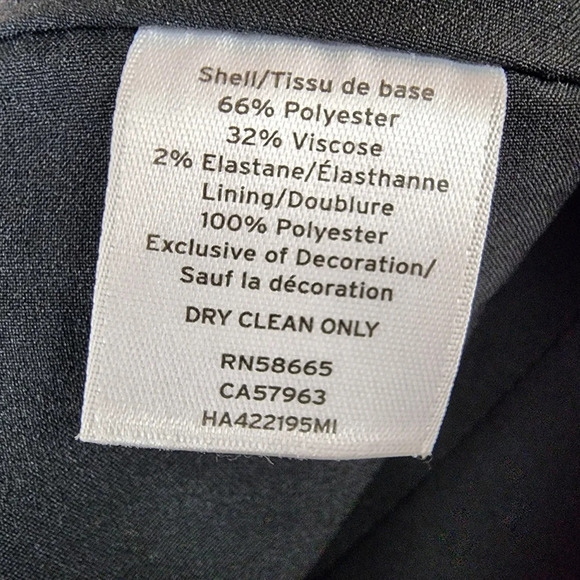 Shell/Tissu de base
66% Polyester
32% Viscose
2% Elastane/Élasthanne
Lining/Doublure
100% Polyester
Exclusive of Decoration/
Sauf la décoration
DRY CLEAN ONLY
RN58665
CA57963
HA422195MI